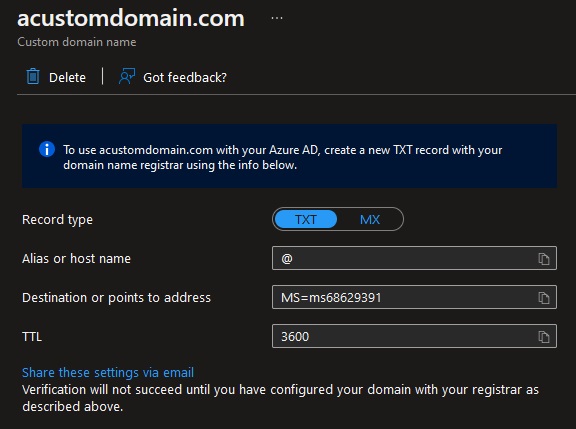 acustomdomain.com ...
Custom domain name
Delete Got feedback?
To use acustomdomain.com with your Azure AD, create a new TXT record with your
domain name registrar using the info below.
Record type TXT MX
Alias or host name @
Destination or points to address MS=ms68629391
TTL 3600
Share these settings via email
Verification will not succeed until you have configured your domain with your registrar as
described above.